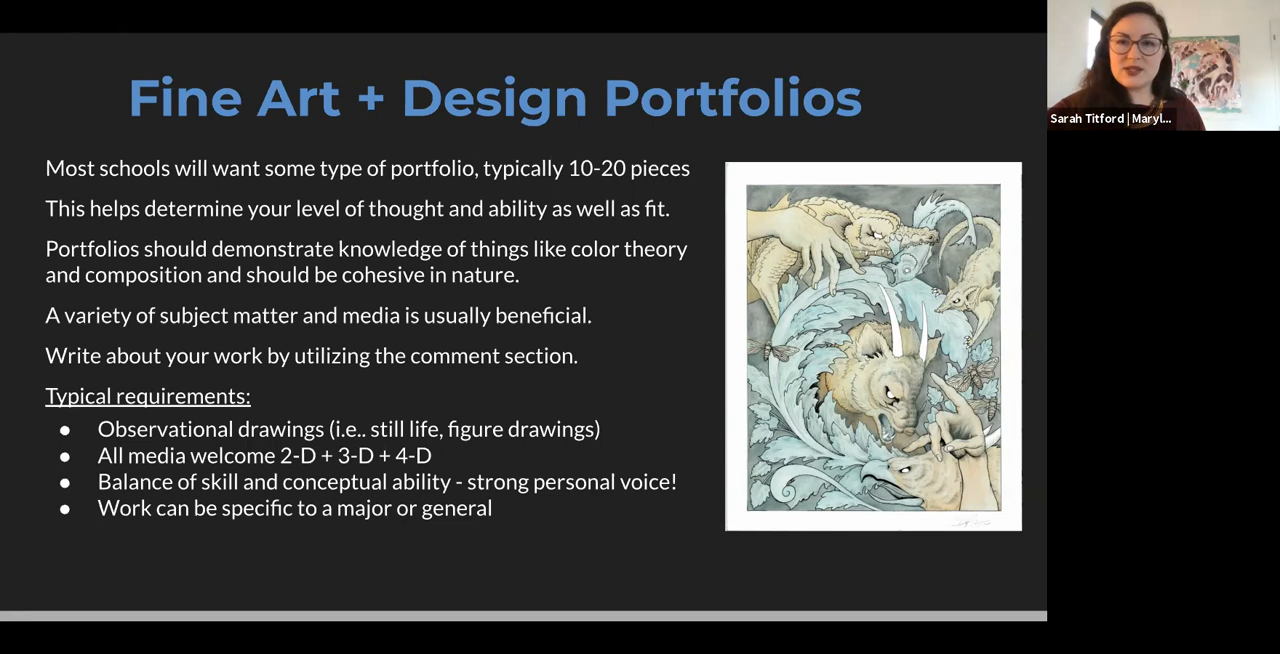 Fine Art + Design Portfolios
Most schools will want some type of portfolio, typically 10-20 pieces
This helps determine your level of thought and ability as well as fit.
Portfolios should demonstrate knowledge of things like color theory
and composition and should be cohesive in nature.
A variety of subject matter and media is usually beneficial.
Write about your work by utilizing the comment section.
Typical requirements:
● Observational drawings (i.e.. still life, figure drawings)
● All media welcome 2-D + 3-D + 4-D
● Balance of skill and conceptual ability - strong personal voice!
● Work can be specific to a major or general
Sarah Titford | Maryl...